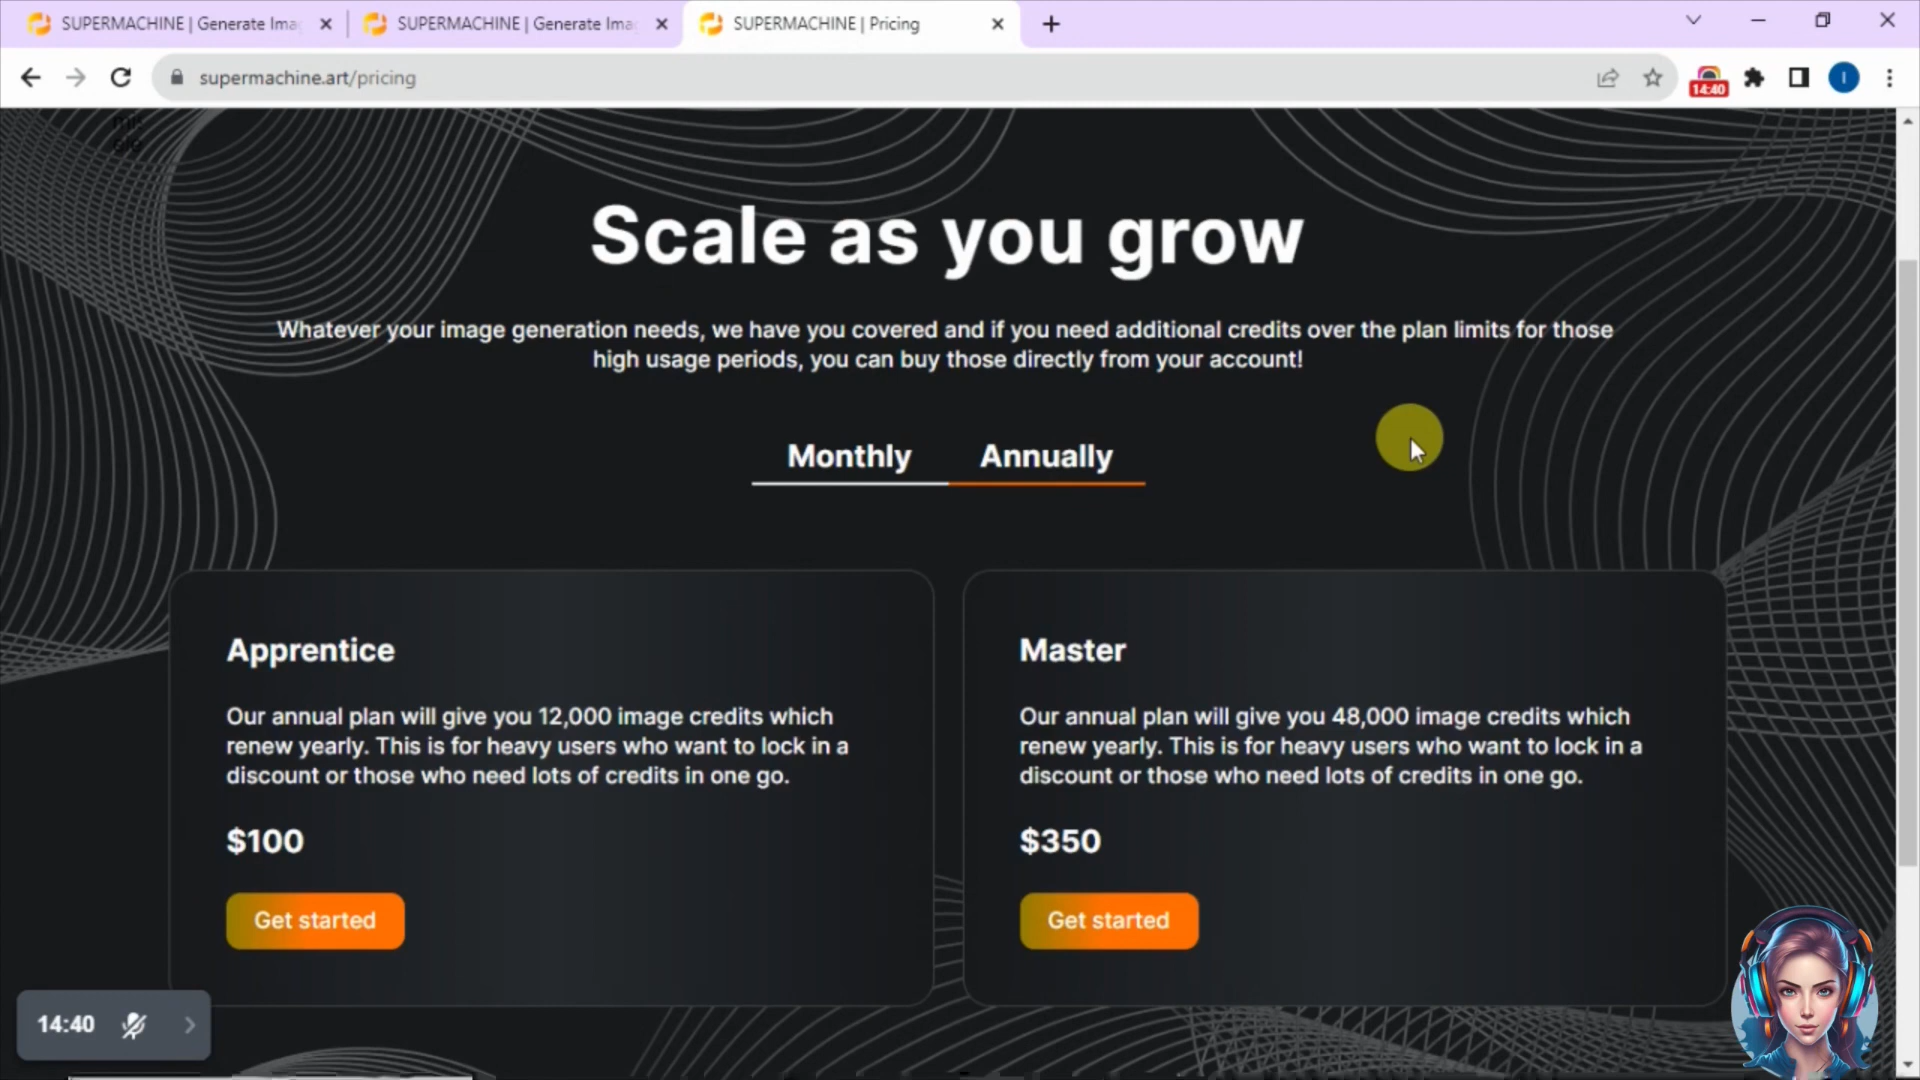 SUPERMACHINE | Generate Ima
SUPERMACHINE | Generate Ima
SUPERMACHINE | Pricing
supermachine.art/pricing
14:40
I
Scale as you grow
Whatever your image generation needs, we have you covered and if you need additional credits over the plan limits for those
high usage periods, you can buy those directly from your account!
Monthly
Annually
Apprentice
Our annual plan will give you 12,000 image credits which
renew yearly. This is for heavy users who want to lock in a
discount or those who need lots of credits in one go.
$100
Get started
Master
Our annual plan will give you 48,000 image credits which
renew yearly. This is for heavy users who want to lock in a
discount or those who need lots of credits in one go.
$350
Get started
14:40